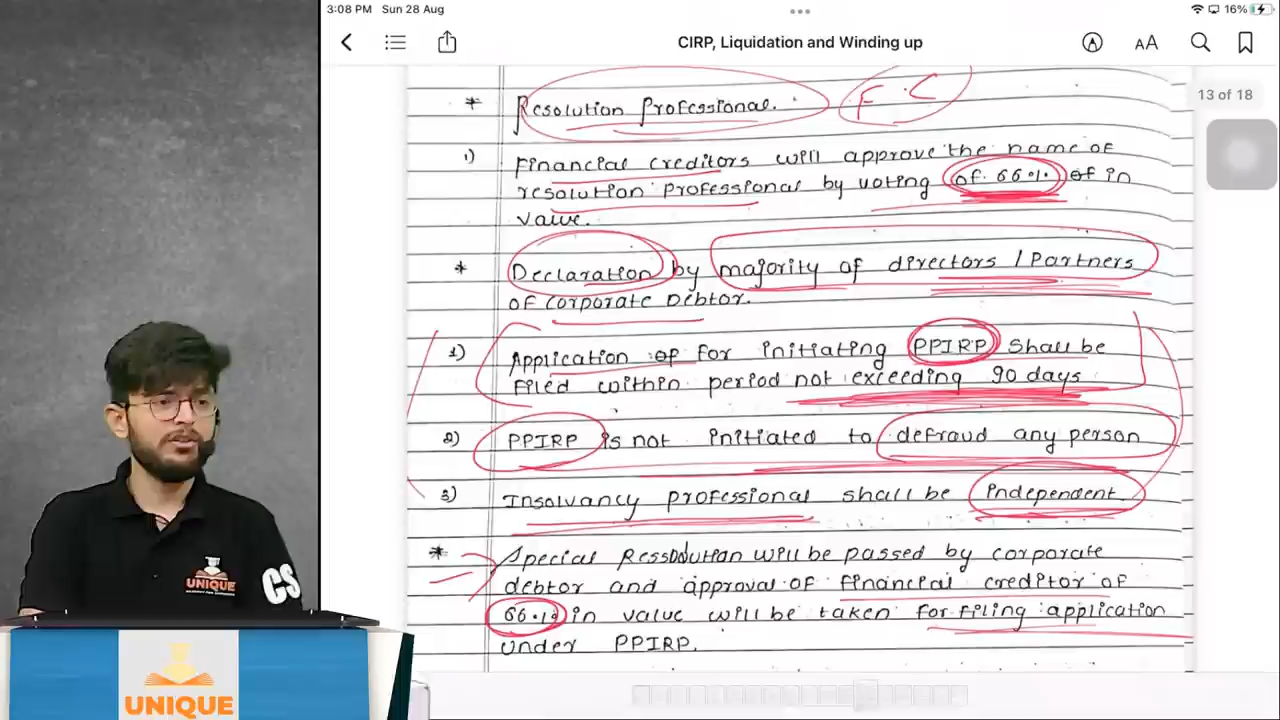 3:08 PM Sun 28 Aug
16%
CIRP, Liquidation and Winding up
AA
13 of 18
* Resolution Professional. F.C
1) Financial creditors will approve the name of
resolution professional by voting of 66% of in
value.
* Declaration by majority of directors / Partners
of corporate Debtor.
1) Application of for initiating PPIRP Shall be
filed within period not exceeding 90 days
2) PPIRP is not initiated to defraud any person
3) Insolvancy professional shall be independent
* Special Ressolution will be passed by corporate
debtor and approval of financial creditor of
66% in value will be taken for filing application
under PPIRP.
UNIQUE
CS
UNIQUE